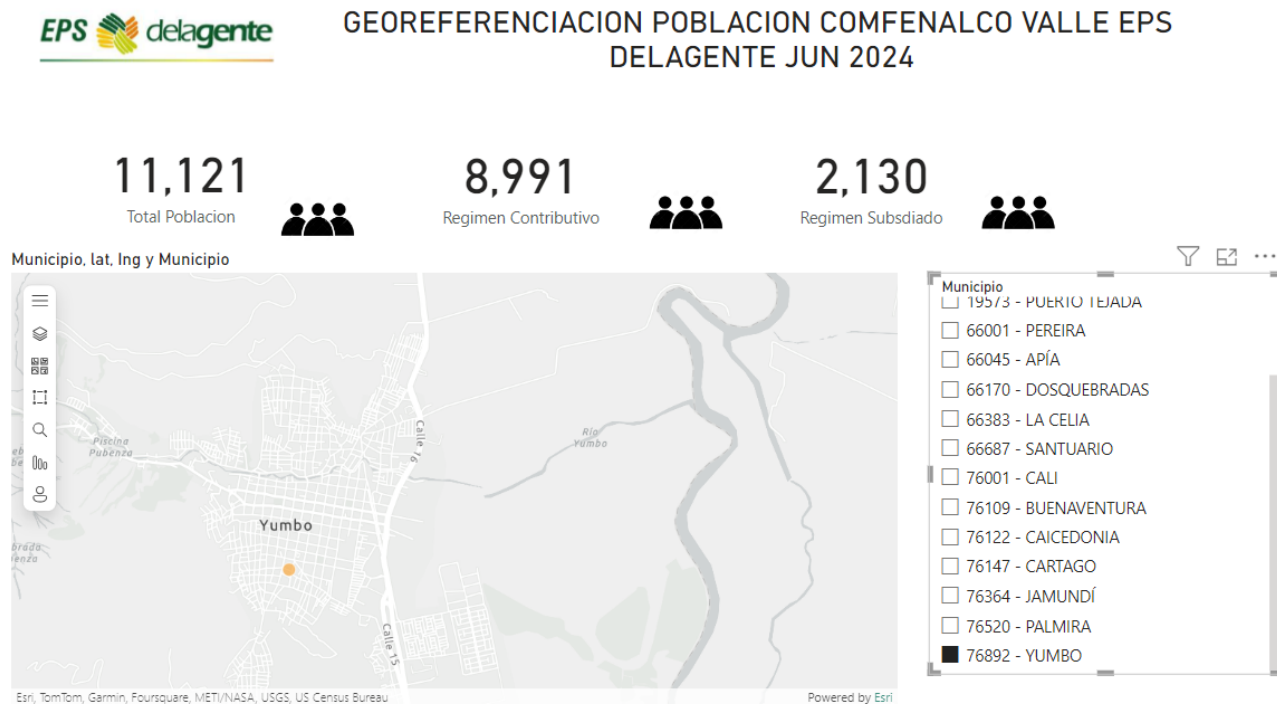 EPS delagente
GEOREFERENCIACION POBLACION COMFENALCO VALLE EPS
DELAGENTE JUN 2024
11,121
Total Poblacion
8,991
Regimen Contributivo
2,130
Regimen Subsdiado
Municipio, lat, lng y Municipio
Piscina
Pubenza
Calle 16
Río
Yumbo
Yumbo
Calle 15
Esri, TomTom, Garmin, Foursquare, METI/NASA, USGS, US Census Bureau
Powered by Esri
Municipio
19573 - PUERTO TEJADA
66001 - PEREIRA
66045 - APÍA
66170 - DOSQUEBRADAS
66383 - LA CELIA
66687 - SANTUARIO
76001 - CALI
76109 - BUENAVENTURA
76122 - CAICEDONIA
76147 - CARTAGO
76364 - JAMUNDÍ
76520 - PALMIRA
76892 - YUMBO